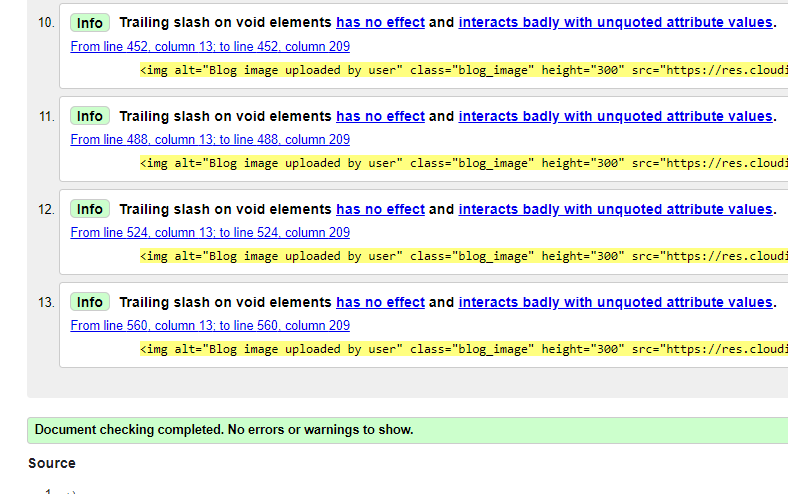 10. Info Trailing slash on void elements has no effect and interacts badly with unquoted attribute values.
From line 452, column 13; to line 452, column 209
<img alt="Blog image uploaded by user" class="blog_image" height="300" src="https://res.cloudi
11. Info Trailing slash on void elements has no effect and interacts badly with unquoted attribute values.
From line 488, column 13; to line 488, column 209
<img alt="Blog image uploaded by user" class="blog_image" height="300" src="https://res.cloudi
12. Info Trailing slash on void elements has no effect and interacts badly with unquoted attribute values.
From line 524, column 13; to line 524, column 209
<img alt="Blog image uploaded by user" class="blog_image" height="300" src="https://res.cloudi
13. Info Trailing slash on void elements has no effect and interacts badly with unquoted attribute values.
From line 560, column 13; to line 560, column 209
<img alt="Blog image uploaded by user" class="blog_image" height="300" src="https://res.cloudi
Document checking completed. No errors or warnings to show.
Source